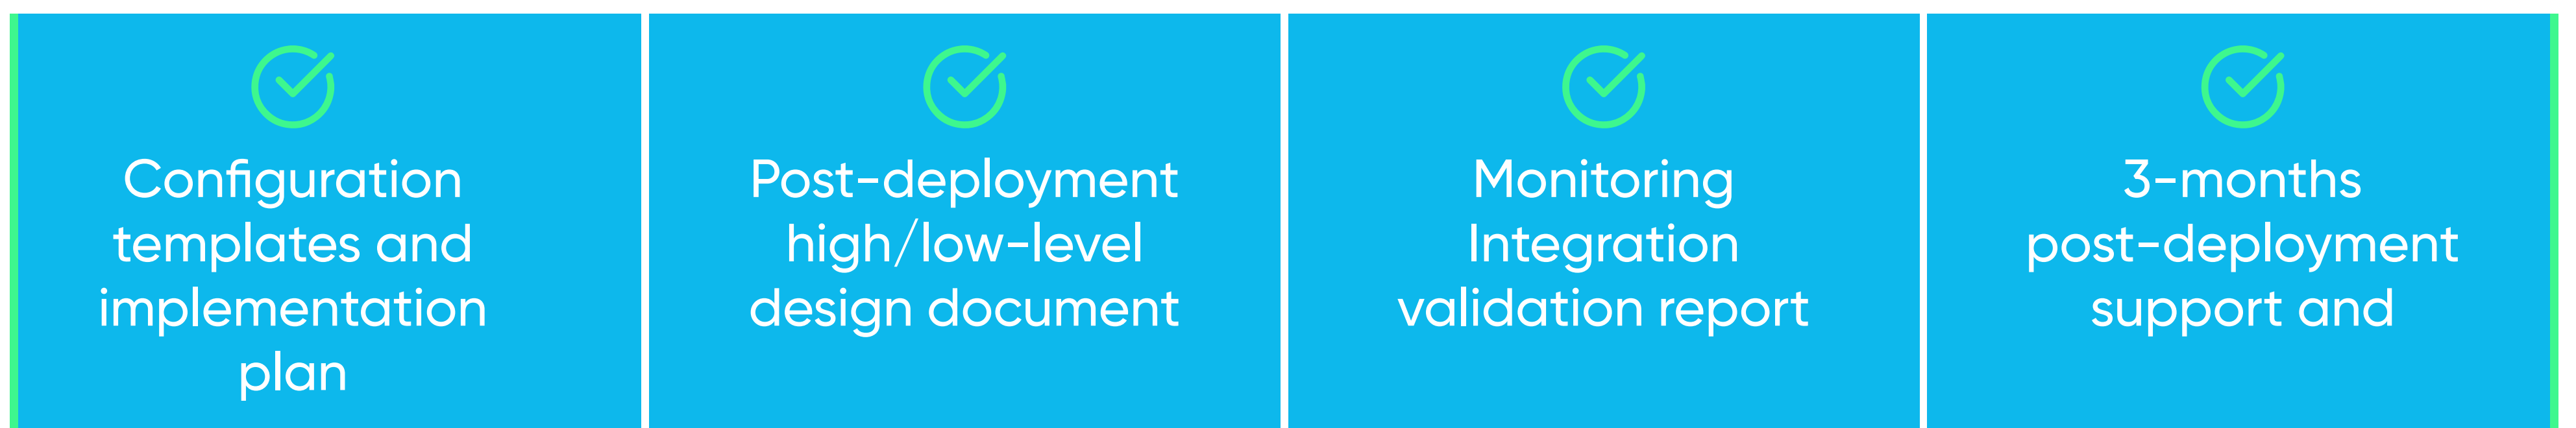 Configuration
templates and
implementation
plan
Post-deployment
high/low-level
design document
Monitoring
Integration
validation report
3-months
post-deployment
support and